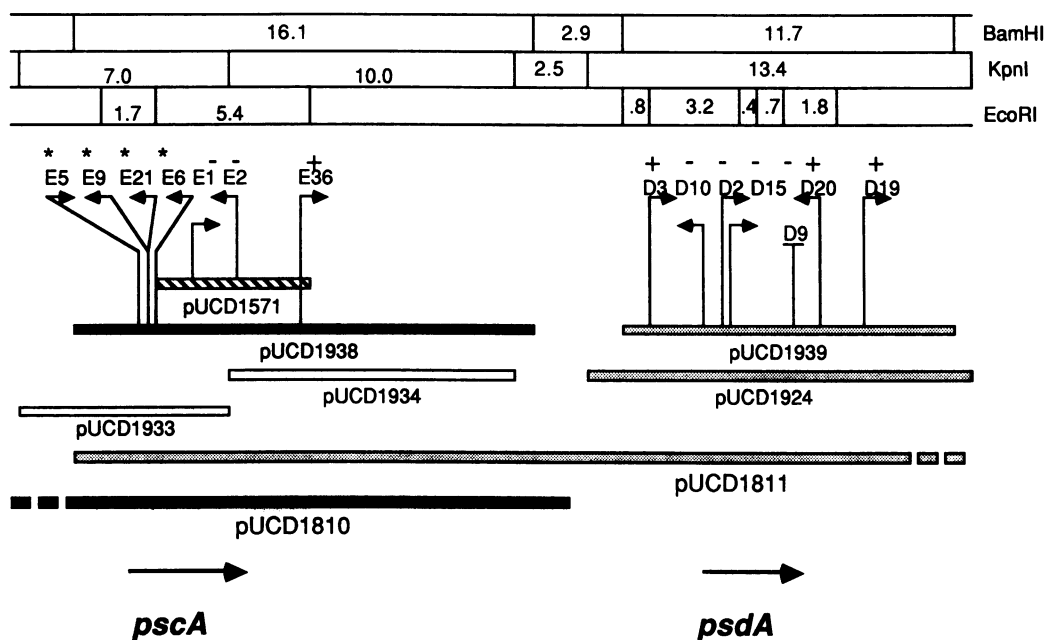 16.1 2.9 11.7 BamHI
7.0 10.0 2.5 13.4 KpnI
1.7 5.4 .8 3.2 .4 .7 1.8 EcoRI
* * * * - - + + - - - - + +
E5 E9 E21 E6 E1 E2 E36 D3 D10 D2 D15 D20 D19
D9
pUCD1571
pUCD1938 pUCD1939
pUCD1934 pUCD1924
pUCD1933
pUCD1811
pUCD1810
pscA psdA